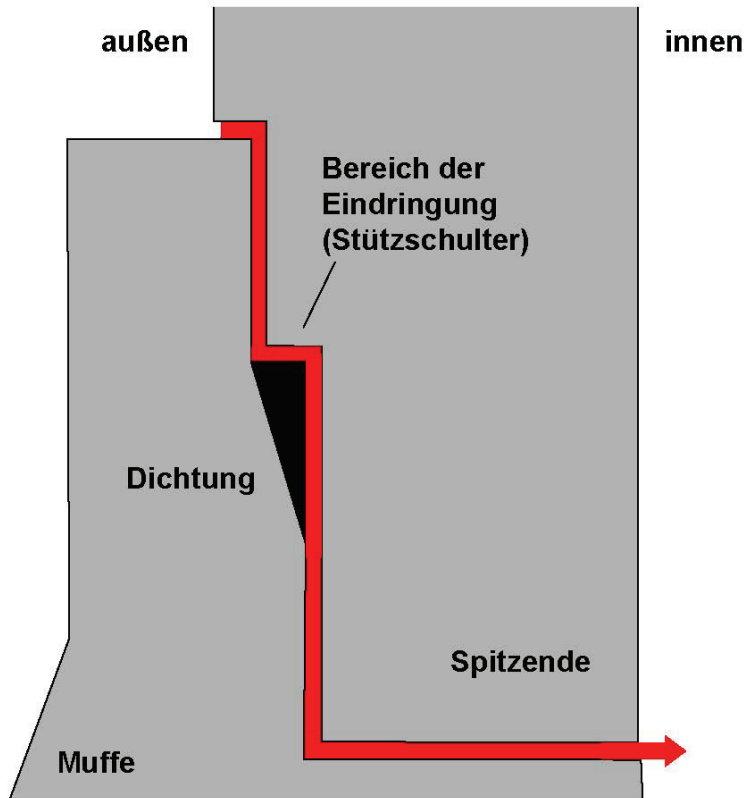 außen
innen
Bereich der
Eindringung
(Stützschulter)
Dichtung
Spitzende
Muffe